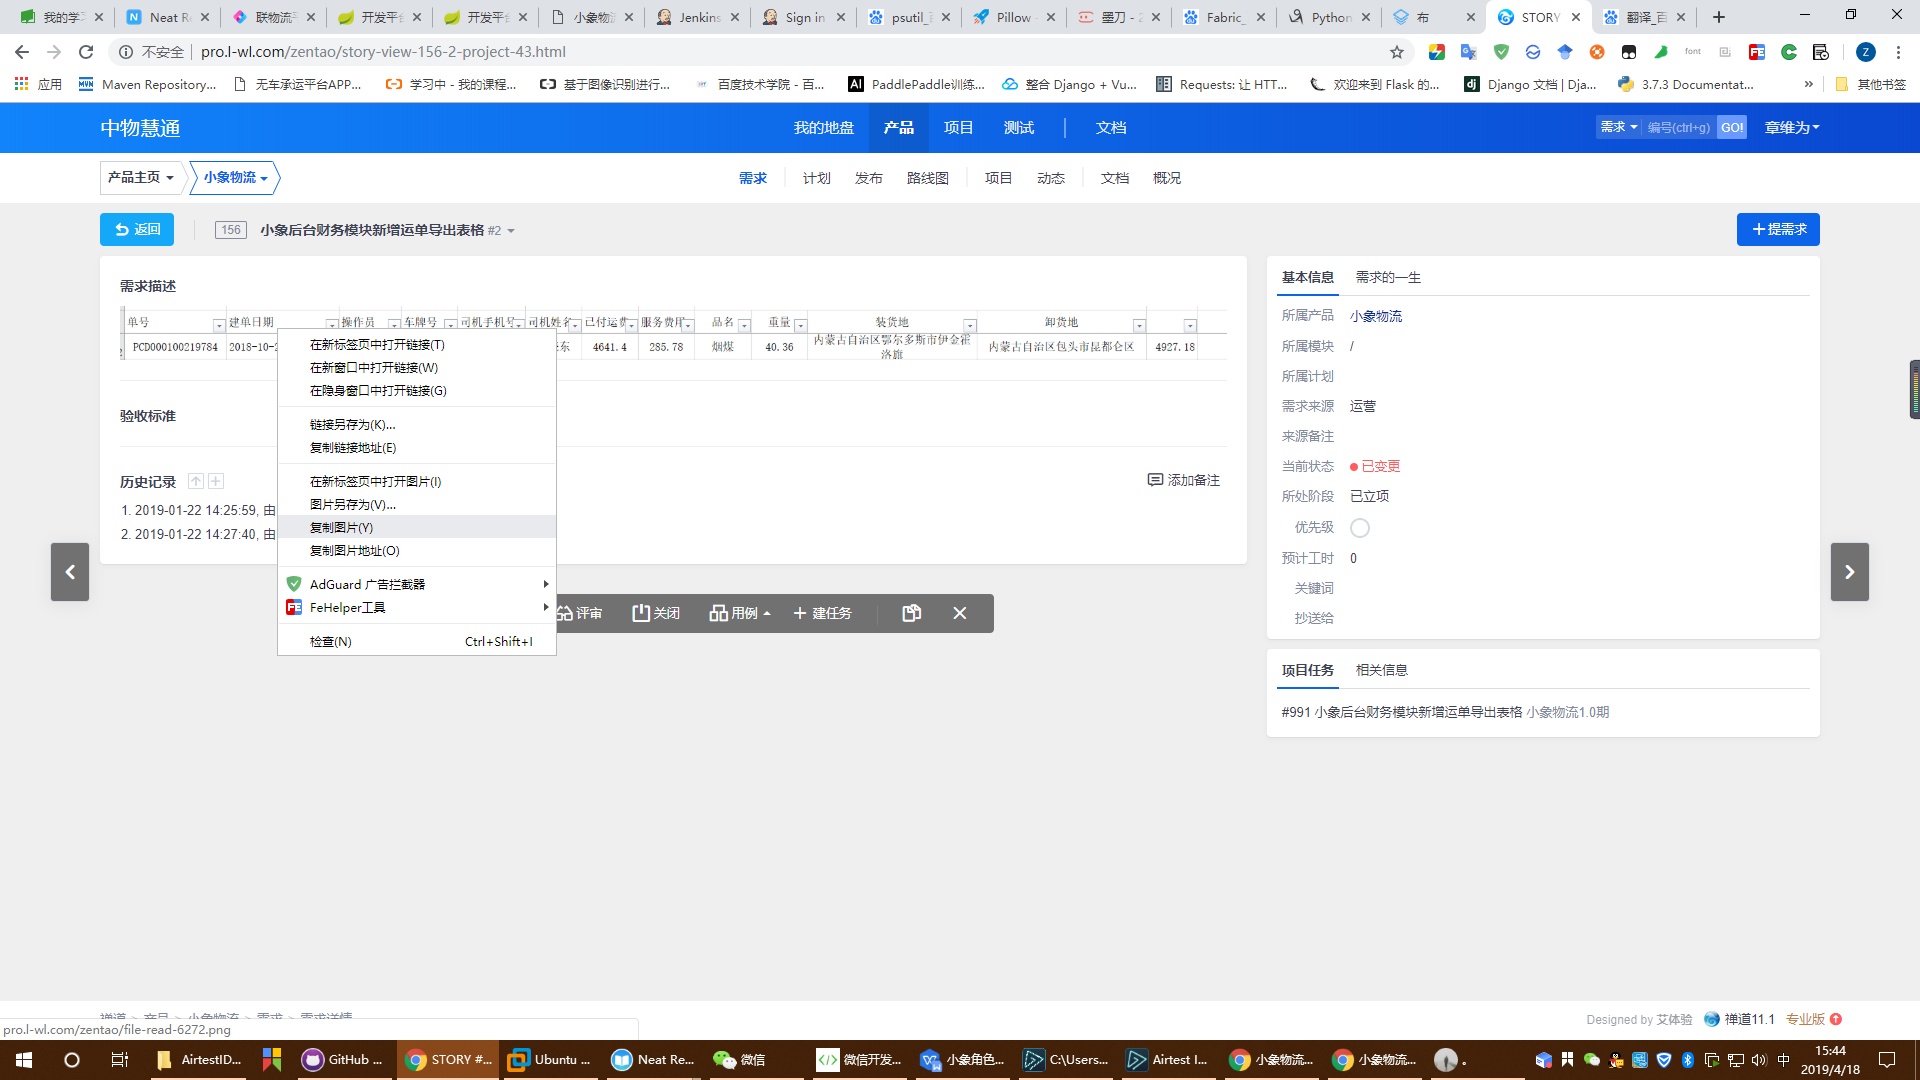 我的学习
Neat Re
联物流
开发平台
开发平台
小象物流
Jenkins
Sign in
psutil_
Pillow
墨刀 - 2
Fabric_
Python
布
STORY
翻译_百
不安全
pro.l-wl.com/zentao/story-view-156-2-project-43.html
font
Z
应用
Maven Repository...
无车承运平台APP...
学习中 - 我的课程...
基于图像识别进行...
百度技术学院 - 百...
PaddlePaddle训练...
整合 Django + Vu...
Requests: 让 HTT...
欢迎来到 Flask 的...
Django 文档 | Dja...
3.7.3 Documentat...
»
其他书签
中物慧通
我的地盘
产品
项目
测试
文档
需求
编号(ctrl+g)
GO!
章维为
产品主页
小象物流
需求
计划
发布
路线图
项目
动态
文档
概况
返回
156
小象后台财务模块新增运单导出表格 #2
+提需求
需求描述
单号 建单日期 操作员 车牌号 司机手机号 司机姓名 已付运费 服务费用 品名 重量 装货地 卸货地
PCD000100219784 2018-10-2 东 4641.4 285.78 烟煤 40.36 内蒙古自治区鄂尔多斯市伊金霍洛旗 内蒙古自治区包头市昆都仑区 4927.18
在新标签页中打开链接(T)
在新窗口中打开链接(W)
在隐身窗口中打开链接(G)
链接另存为(K)...
复制链接地址(E)
在新标签页中打开图片(I)
图片另存为(V)...
复制图片(Y)
复制图片地址(O)
AdGuard 广告拦截器
FeHelper工具
检查(N) Ctrl+Shift+I
验收标准
历史记录
添加备注
1. 2019-01-22 14:25:59, 由
2. 2019-01-22 14:27:40, 由
评审
关闭
用例
建任务
基本信息
需求的一生
所属产品 小象物流
所属模块 /
所属计划
需求来源 运营
来源备注
当前状态 已变更
所处阶段 已立项
优先级
预计工时 0
关键词
抄送给
项目任务
相关信息
#991 小象后台财务模块新增运单导出表格 小象物流1.0期
禅道 > 产品 > 小象物流 > 需求 > 需求详情
pro.l-wl.com/zentao/file-read-6272.png
Designed by 艾体验
禅道11.1
专业版
AirtestID...
GitHub ...
STORY #...
Ubuntu ...
Neat Re...
微信
微信开发...
小象角色...
C:\Users...
Airtest I...
小象物流...
小象物流...
中
15:44
2019/4/18